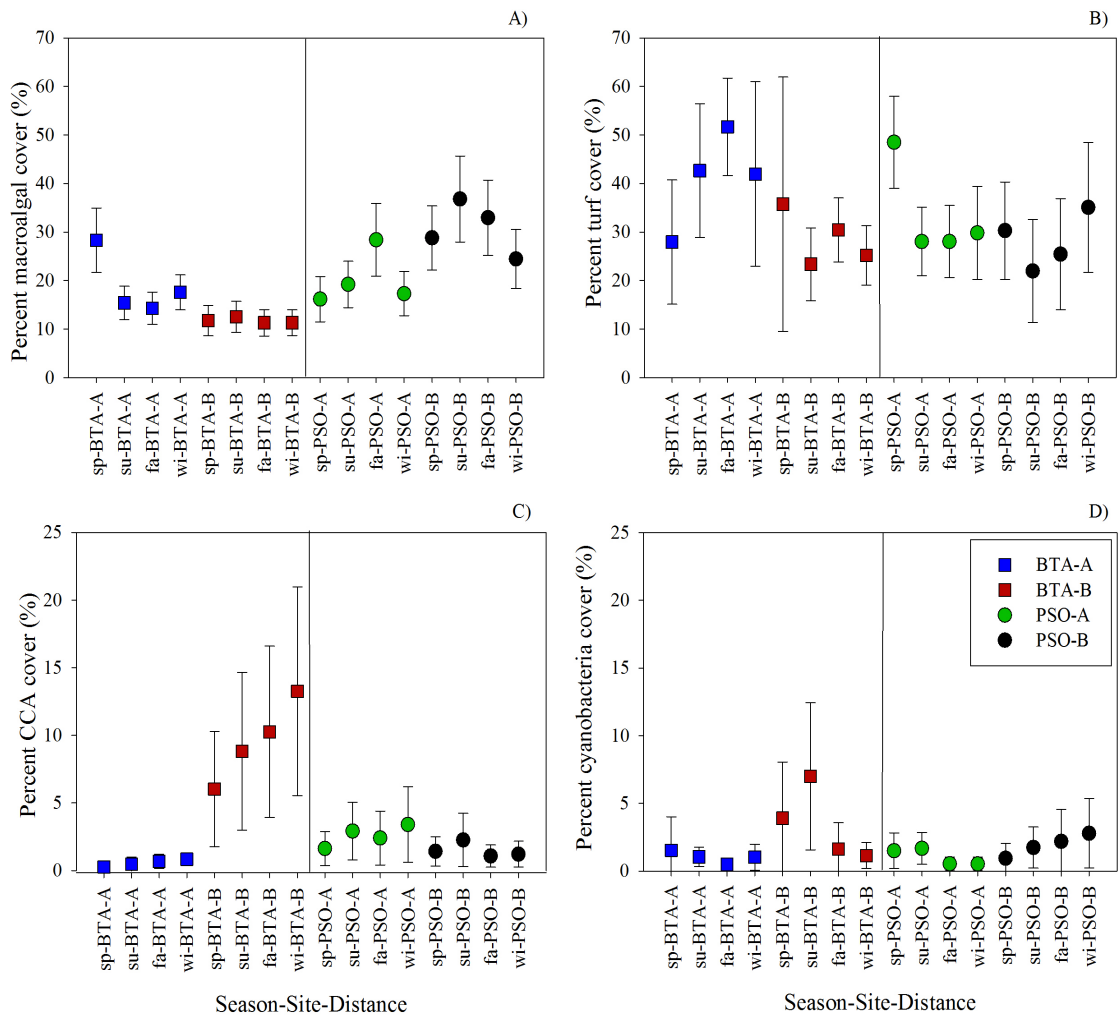 A)
Percent macroalgal cover (%)
70
60
50
40
30
20
10
0
sp-BTA-A
su-BTA-A
fa-BTA-A
wi-BTA-A
sp-BTA-B
su-BTA-B
fa-BTA-B
wi-BTA-B
sp-PSO-A
su-PSO-A
fa-PSO-A
wi-PSO-A
sp-PSO-B
su-PSO-B
fa-PSO-B
wi-PSO-B
B)
Percent turf cover (%)
70
60
50
40
30
20
10
0
sp-BTA-A
su-BTA-A
fa-BTA-A
wi-BTA-A
sp-BTA-B
su-BTA-B
fa-BTA-B
wi-BTA-B
sp-PSO-A
su-PSO-A
fa-PSO-A
wi-PSO-A
sp-PSO-B
su-PSO-B
fa-PSO-B
wi-PSO-B
C)
Percent CCA cover (%)
25
20
15
10
5
0
sp-BTA-A
su-BTA-A
fa-BTA-A
wi-BTA-A
sp-BTA-B
su-BTA-B
fa-BTA-B
wi-BTA-B
sp-PSO-A
su-PSO-A
fa-PSO-A
wi-PSO-A
sp-PSO-B
su-PSO-B
fa-PSO-B
wi-PSO-B
Season-Site-Distance
D)
Percent cyanobacteria cover (%)
25
20
15
10
5
0
BTA-A
BTA-B
PSO-A
PSO-B
sp-BTA-A
su-BTA-A
fa-BTA-A
wi-BTA-A
sp-BTA-B
su-BTA-B
fa-BTA-B
wi-BTA-B
sp-PSO-A
su-PSO-A
fa-PSO-A
wi-PSO-A
sp-PSO-B
su-PSO-B
fa-PSO-B
wi-PSO-B
Season-Site-Distance